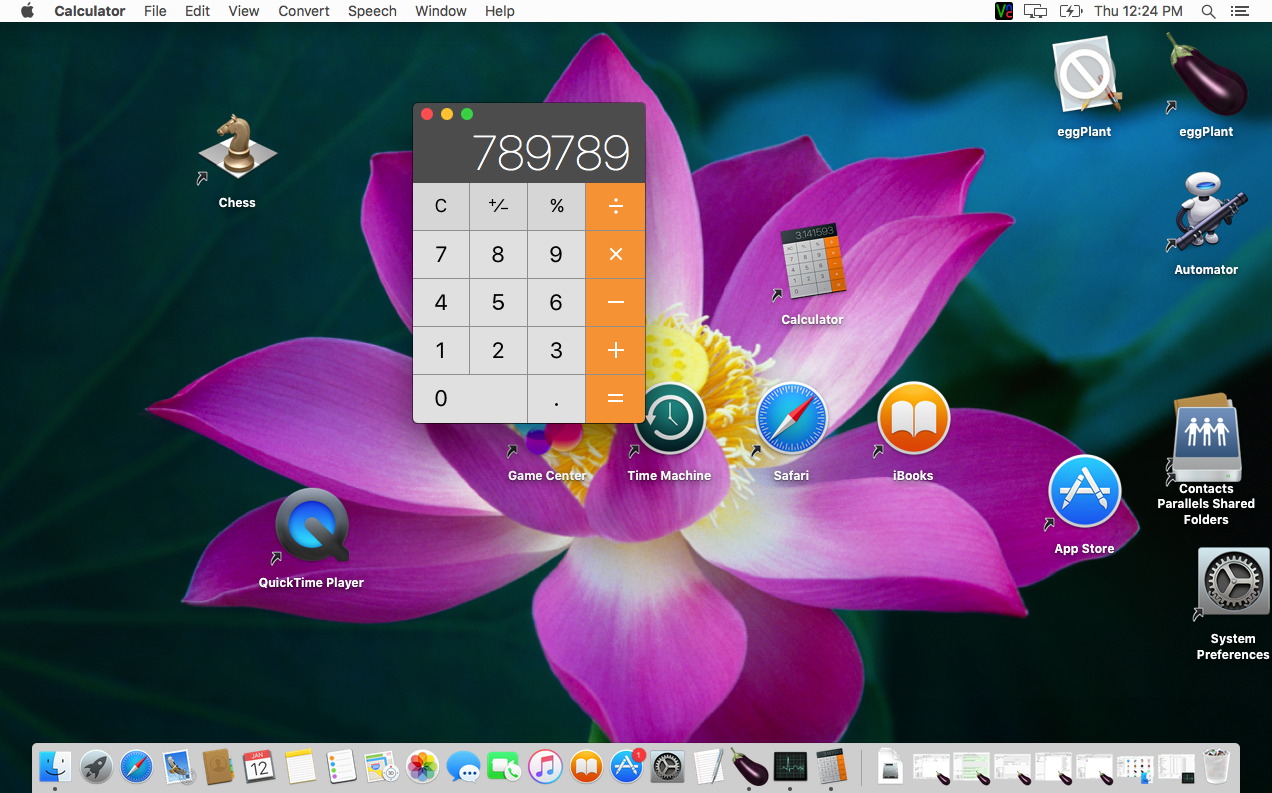 Calculator File Edit View Convert Speech Window Help Thu 12:24 PM
789789
C +/− % ÷
7 8 9 ×
4 5 6 −
1 2 3 +
0 . =
eggPlant
eggPlant
Chess
Automator
3.141593
Calculator
Game Center
Time Machine
Safari
iBooks
Contacts
Parallels Shared
Folders
App Store
QuickTime Player
System
Preferences
JAN
12
1